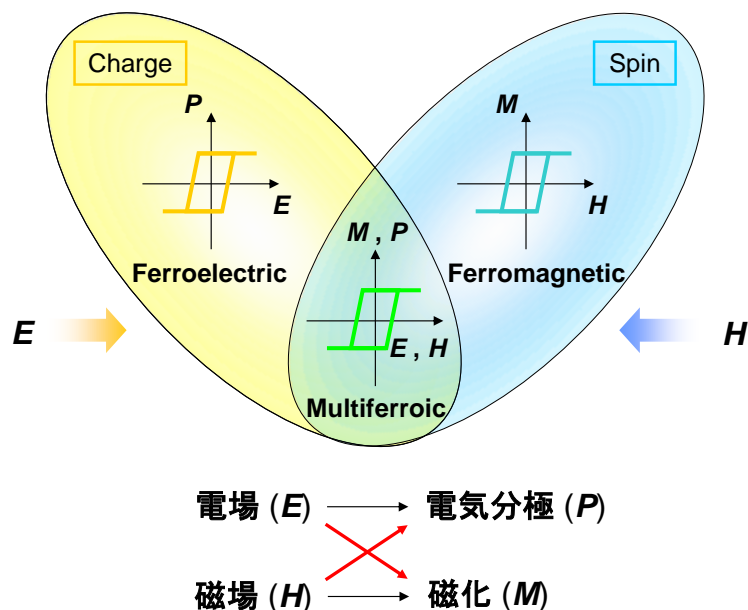 Charge
Spin
P
E
Ferroelectric
M
H
Ferromagnetic
M , P
E , H
Multiferroic
E
H
電場 (E)
電気分極 (P)
磁場 (H)
磁化 (M)